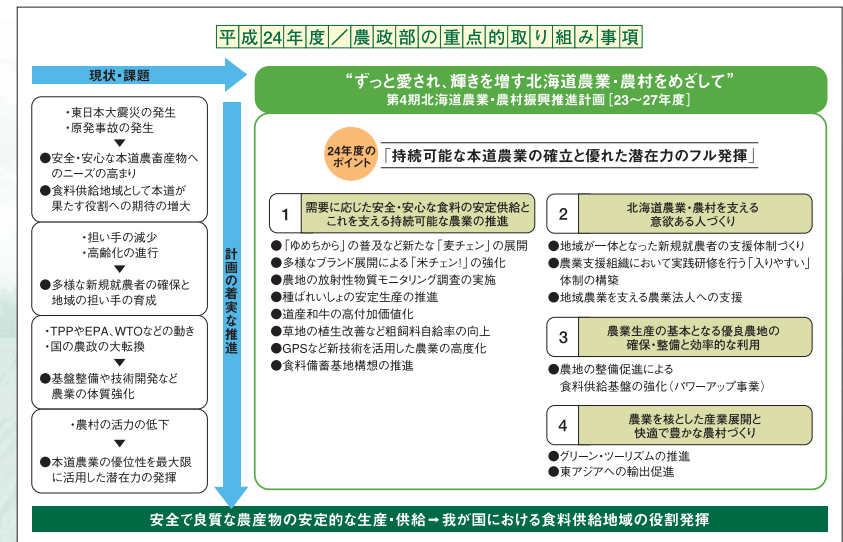 平成24年度／農政部の重点的取り組み事項
現状・課題
・東日本大震災の発生
・原発事故の発生
▼
●安全・安心な本道農畜産物へ
のニーズの高まり
●食料供給地域として本道が
果たす役割への期待の増大
・担い手の減少
・高齢化の進行
▼
●多様な新規就農者の確保と
地域の担い手の育成
・TPPやEPA、WTOなどの動き
・国の農政の大転換
▼
●基盤整備や技術開発など
農業の体質強化
・農村の活力の低下
▼
●本道農業の優位性を最大限
に活用した潜在力の発揮
計画の着実な推進
“ずっと愛され、輝きを増す北海道農業・農村をめざして”
第4期北海道農業・農村振興推進計画［23〜27年度］
24年度の
ポイント
「持続可能な本道農業の確立と優れた潜在力のフル発揮」
1
需要に応じた安全・安心な食料の安定供給と
これを支える持続可能な農業の推進
●「ゆめちから」の普及など新たな「麦チェン」の展開
●多様なブランド展開による「米チェン！」の強化
●農地の放射性物質モニタリング調査の実施
●種ばれいしょの安定生産の推進
●道産和牛の高付加価値化
●草地の植生改善など粗飼料自給率の向上
●GPSなど新技術を活用した農業の高度化
●食料備蓄基地構想の推進
2
北海道農業・農村を支える
意欲ある人づくり
●地域が一体となった新規就農者の支援体制づくり
●農業支援組織において実践研修を行う「入りやすい」
体制の構築
●地域農業を支える農業法人への支援
3
農業生産の基本となる優良農地の
確保・整備と効率的な利用
●農地の整備促進による
食料供給基盤の強化（パワーアップ事業）
4
農業を核とした産業展開と
快適で豊かな農村づくり
●グリーン・ツーリズムの推進
●東アジアへの輸出促進
安全で良質な農産物の安定的な生産・供給→我が国における食料供給地域の役割発揮